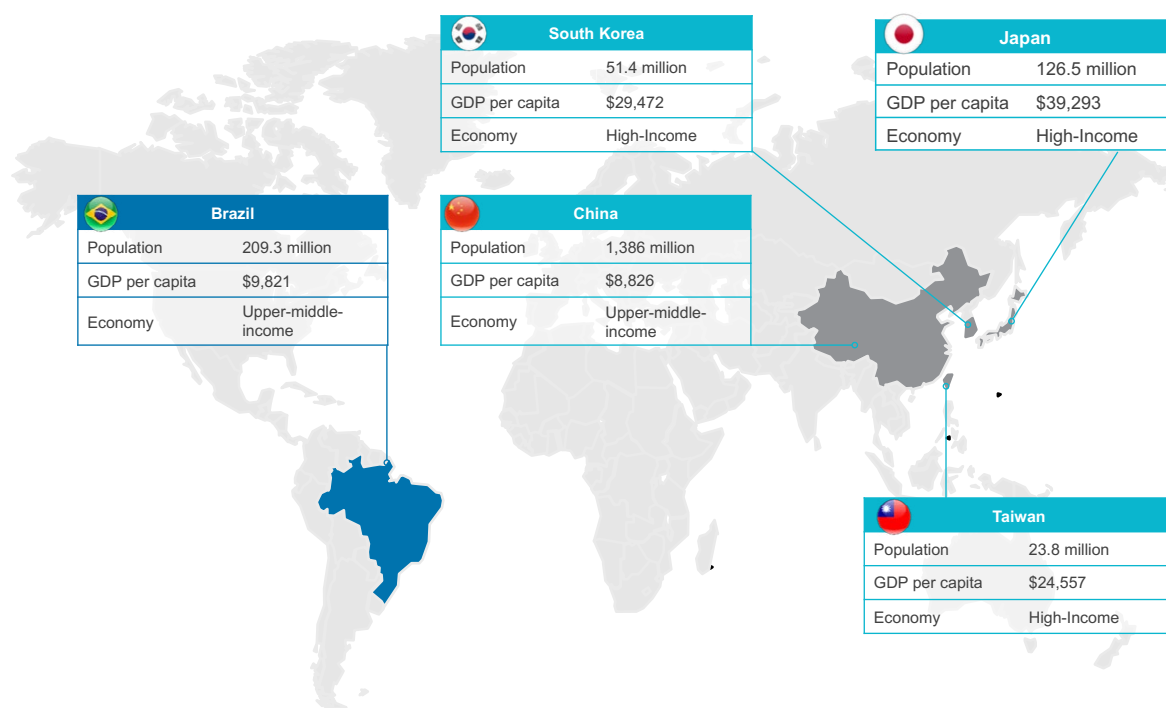 South Korea
Population 51.4 million
GDP per capita $29,472
Economy High-Income
Japan
Population 126.5 million
GDP per capita $39,293
Economy High-Income
Brazil
Population 209.3 million
GDP per capita $9,821
Economy Upper-middle-
income
China
Population 1,386 million
GDP per capita $8,826
Economy Upper-middle-
income
Taiwan
Population 23.8 million
GDP per capita $24,557
Economy High-Income